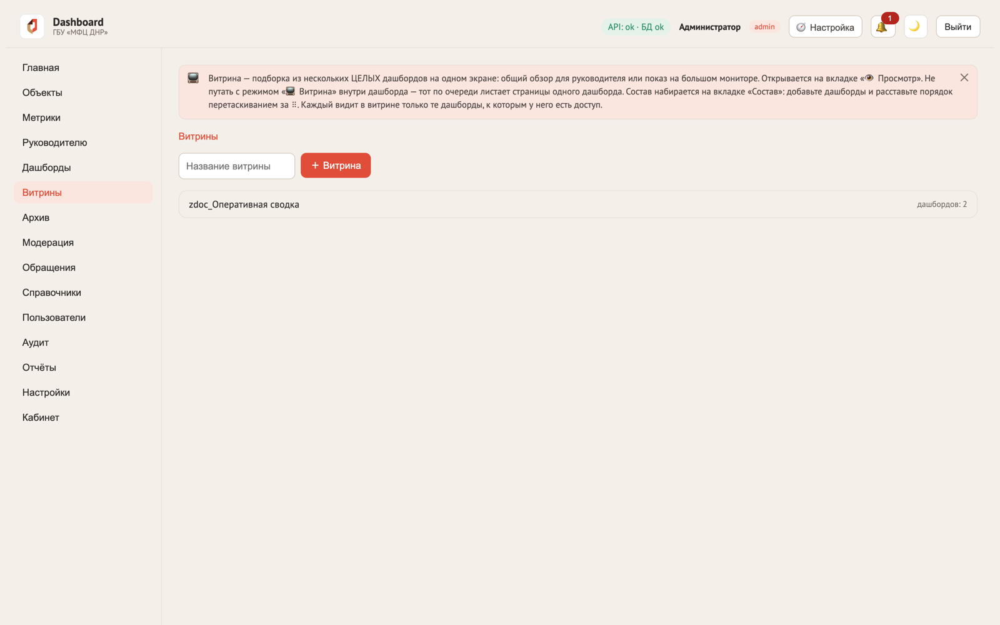 Dashboard
ГБУ «МФЦ ДНР»
API: ok · БД ok
Администратор
admin
Настройка
1
Выйти
Главная
Объекты
Метрики
Руководителю
Дашборды
Витрины
Архив
Модерация
Обращения
Справочники
Пользователи
Аудит
Отчёты
Настройки
Кабинет
Витрина — подборка из нескольких ЦЕЛЫХ дашбордов на одном экране: общий обзор для руководителя или показ на большом мониторе. Открывается на вкладке «👁 Просмотр». Не
путать с режимом «📺 Витрина» внутри дашборда — тот по очереди листает страницы одного дашборда. Состав набирается на вкладке «Состав»: добавьте дашборды и расставьте порядок
перетаскиванием за ⠿. Каждый видит в витрине только те дашборды, к которым у него есть доступ.
Витрины
Название витрины
+ Витрина
zdoc_Оперативная сводка
дашбордов: 2